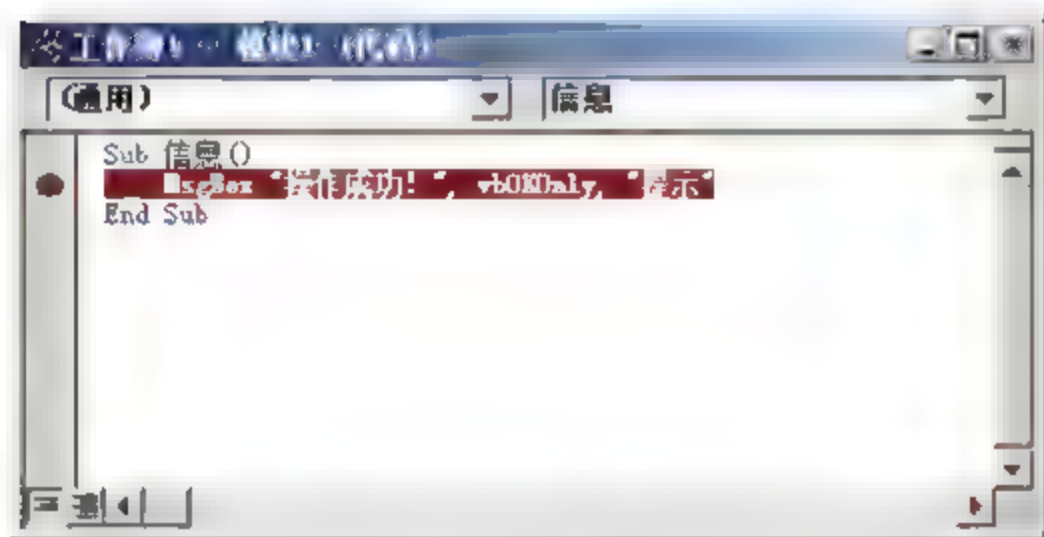 (通用)
信息
Sub 信息()
MsgBox "操作成功!", vbOKOnly, "提示"
End Sub